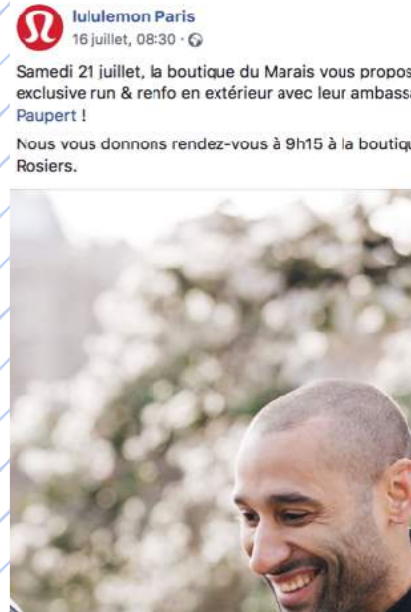 lululemon Paris
16 juillet, 08:30 ·
Samedi 21 juillet, la boutique du Marais vous propos
exclusive run & renfo en extérieur avec leur ambass
Paupert !
Nous vous donnons rendez-vous à 9h15 à la boutiqu
Rosiers.